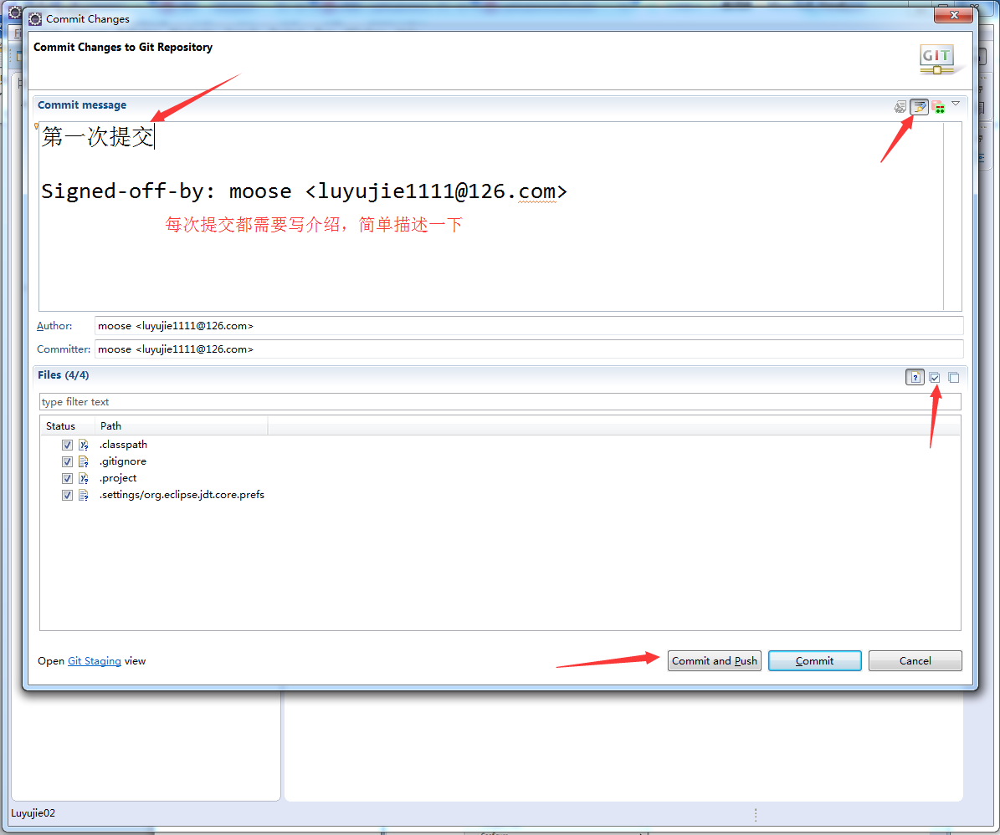 Commit Changes
Commit Changes to Git Repository
GIT
Commit message
第一次提交
Signed-off-by: moose <luyujie1111@126.com>
每次提交都需要写介绍，简单描述一下
Author: moose <luyujie1111@126.com>
Committer: moose <luyujie1111@126.com>
Files (4/4)
type filter text
Status Path
.classpath
.gitignore
.project
.settings/org.eclipse.jdt.core.prefs
Open Git Staging view
Commit and Push Commit Cancel
Luyujie02